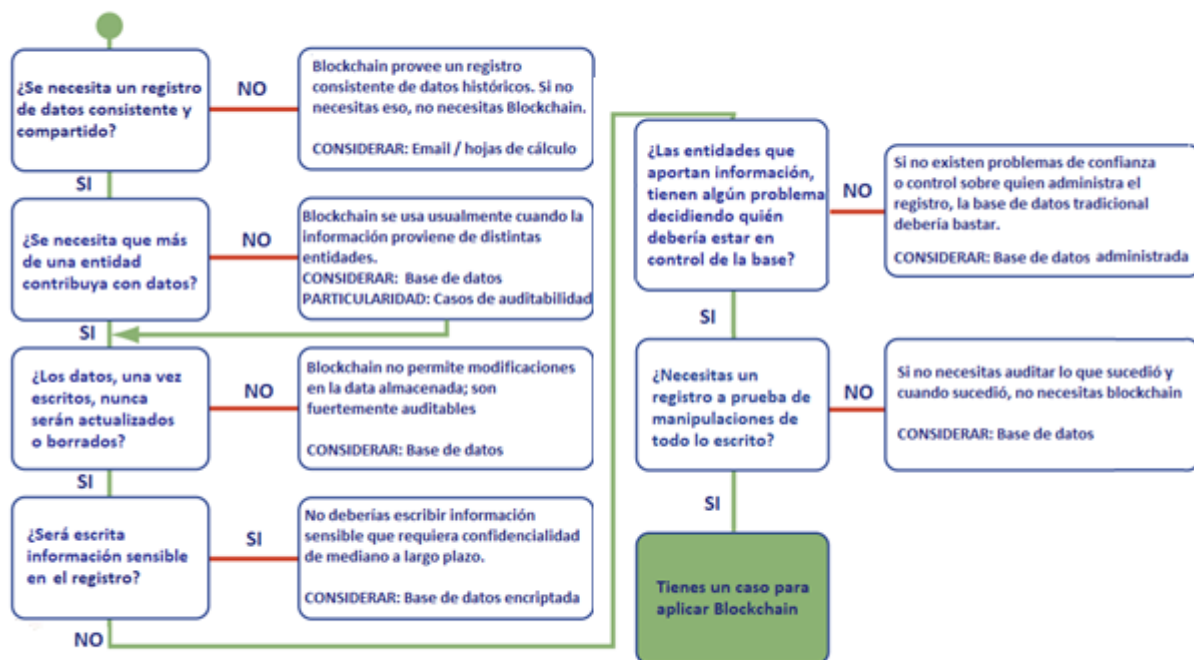 ¿Se necesita un registro
de datos consistente y
compartido?
NO
Blockchain provee un registro
consistente de datos históricos. Si no
necesitas eso, no necesitas Blockchain.
CONSIDERAR: Email / hojas de cálculo
SI
¿Se necesita que más
de una entidad
contribuya con datos?
NO
Blockchain se usa usualmente cuando la
información proviene de distintas
entidades.
CONSIDERAR: Base de datos
PARTICULARIDAD: Casos de auditabilidad
SI
¿Los datos, una vez
escritos, nunca
serán actualizados
o borrados?
NO
Blockchain no permite modificaciones
en la data almacenada; son
fuertemente auditables
CONSIDERAR: Base de datos
SI
¿Será escrita
información sensible
en el registro?
SI
No deberías escribir información
sensible que requiera confidencialidad
de mediano a largo plazo.
CONSIDERAR: Base de datos encriptada
NO
¿Las entidades que
aportan información,
tienen algún problema
decidiendo quién
debería estar en
control de la base?
NO
Si no existen problemas de confianza
o control sobre quien administra el
registro, la base de datos tradicional
debería bastar.
CONSIDERAR: Base de datos administrada
SI
¿Necesitas un
registro a prueba de
manipulaciones de
todo lo escrito?
NO
Si no necesitas auditar lo que sucedió y
cuando sucedió, no necesitas blockchain
CONSIDERAR: Base de datos
SI
Tienes un caso para
aplicar Blockchain